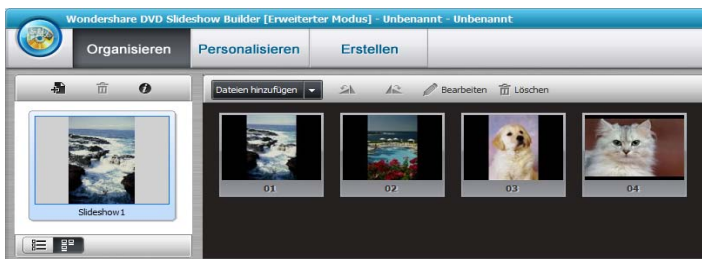 Wondershare DVD Slideshow Builder [Erweiterter Modus] - Unbenannt - Unbenannt
Organisieren Personalisieren Erstellen
Dateien hinzufügen Bearbeiten Löschen
01 02 03 04
Slideshow1